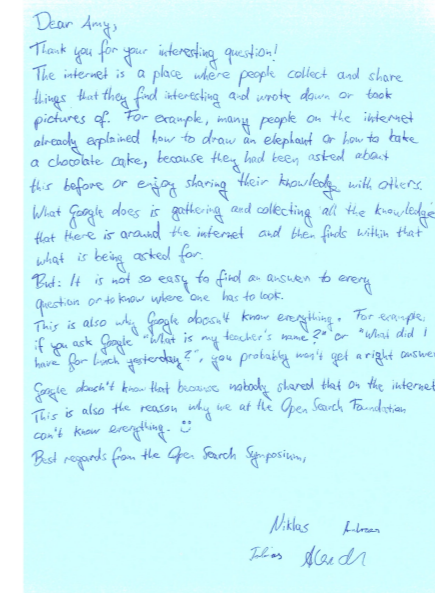 Dear Amy,
Thank you for your interesting question!
The internet is a place where people collect and share
things that they find interesting and wrote down or took
pictures of. For example, many people on the internet
already explained how to draw an elephant or how to bake
a chocolate cake, because they had been asked about
this before or enjoy sharing their knowledge with others.
What Google does is gathering and collecting all the knowledge
that there is around the internet and then finds within that
what is being asked for.
But: It is not so easy to find an answer to every
question or to know where one has to look.
This is also why Google doesn't know everything. For example,
if you ask Google "What is my teacher's name?" or "What did I
have for lunch yesterday?", you probably won't get a right answer.
Google doesn't know that because nobody shared that on the internet
This is also the reason why we at the Open Search Foundation
can't know everything. :)
Best regards from the Open Search Symposium,
Niklas
Tobias